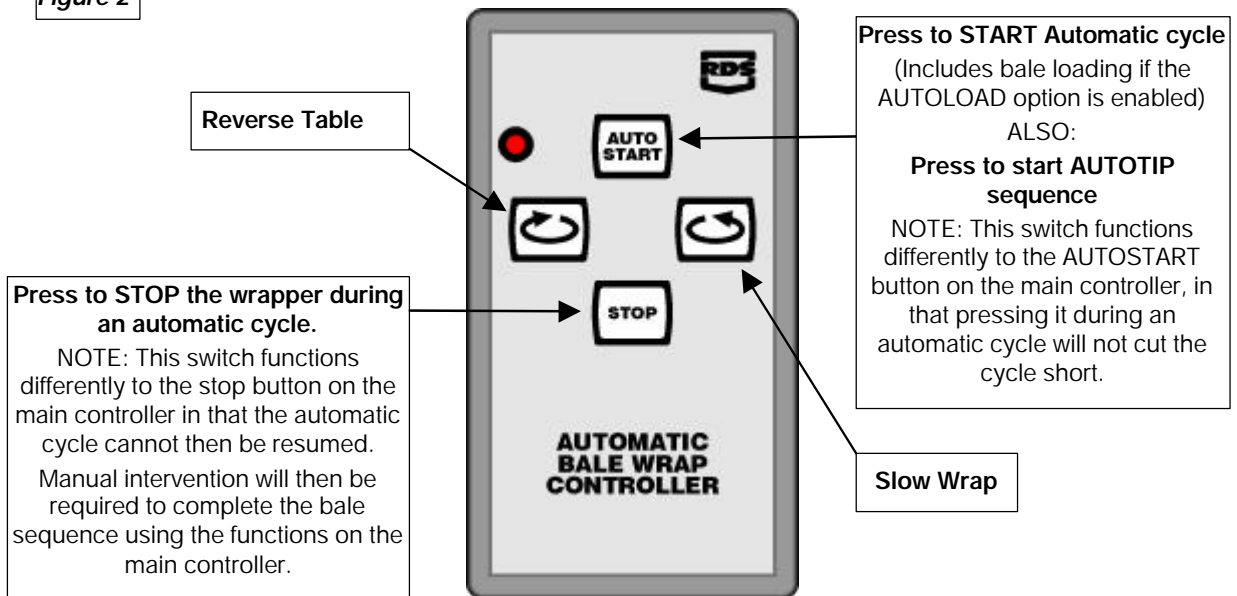 Figure 2
Press to START Automatic cycle
(Includes bale loading if the
AUTOLOAD option is enabled)
ALSO:
Press to start AUTOTIP
sequence
NOTE: This switch functions
differently to the AUTOSTART
button on the main controller, in
that pressing it during an
automatic cycle will not cut the
cycle short.
Reverse Table
RDS
AUTO
START
STOP
Press to STOP the wrapper during
an automatic cycle.
NOTE: This switch functions
differently to the stop button on the
main controller in that the automatic
cycle cannot then be resumed.
Manual intervention will then be
required to complete the bale
sequence using the functions on the
main controller.
AUTOMATIC
BALE WRAP
CONTROLLER
Slow Wrap